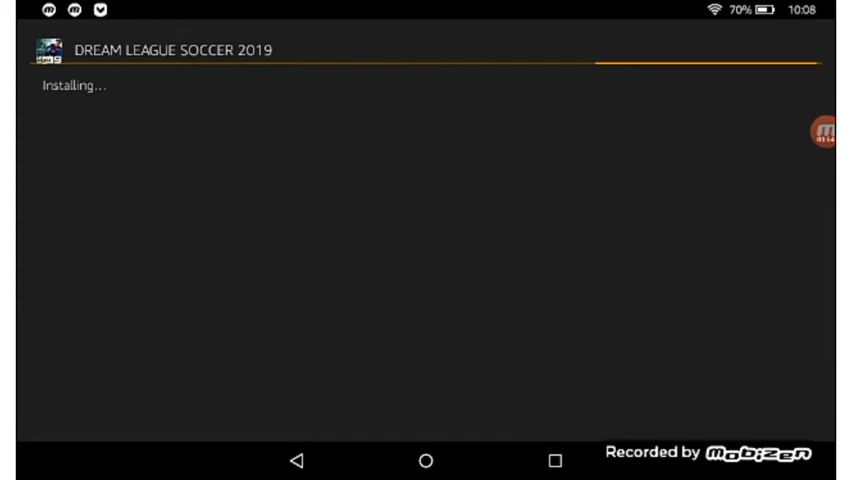 70% 10:08
DREAM LEAGUE SOCCER 2019
Installing...
Recorded by mobizen